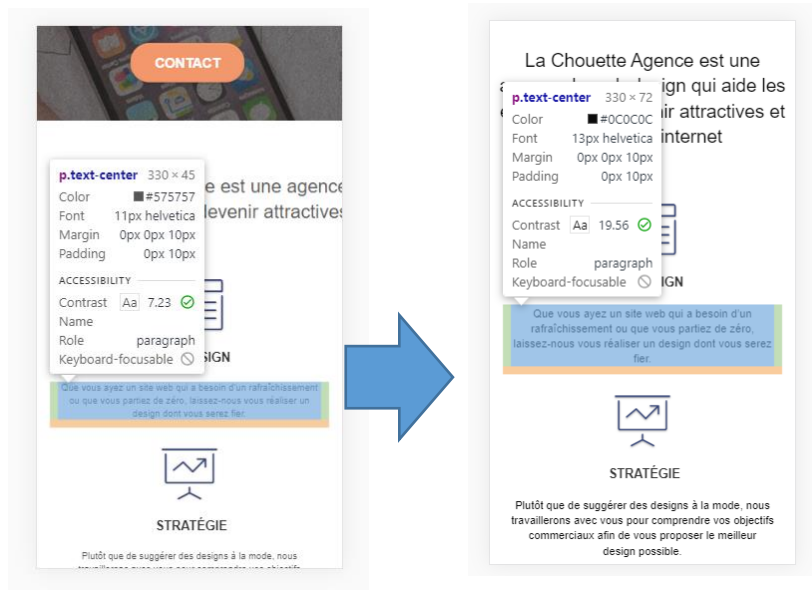 CONTACT
e est une agence
levenir attractives
p.text-center 330 × 45
Color #575757
Font 11px helvetica
Margin 0px 0px 10px
Padding 0px 10px
ACCESSIBILITY
Contrast Aa 7.23
Name
Role paragraph
Keyboard-focusable
SIGN
Que vous ayez un site web qui a besoin d'un rafraîchissement
ou que vous partiez de zéro, laissez-nous vous réaliser un
design dont vous serez fier.
STRATÉGIE
Plutôt que de suggérer des designs à la mode, nous
travaillerons avec vous pour comprendre vos objectifs
La Chouette Agence est une
ign qui aide les
ir attractives et
internet
p.text-center 330 × 72
Color #0C0C0C
Font 13px helvetica
Margin 0px 0px 10px
Padding 0px 10px
ACCESSIBILITY
Contrast Aa 19.56
Name
Role paragraph
Keyboard-focusable
IGN
Que vous ayez un site web qui a besoin d'un
rafraîchissement ou que vous partiez de zéro,
laissez-nous vous réaliser un design dont vous serez
fier.
STRATÉGIE
Plutôt que de suggérer des designs à la mode, nous
travaillerons avec vous pour comprendre vos objectifs
commerciaux afin de vous proposer le meilleur
design possible.